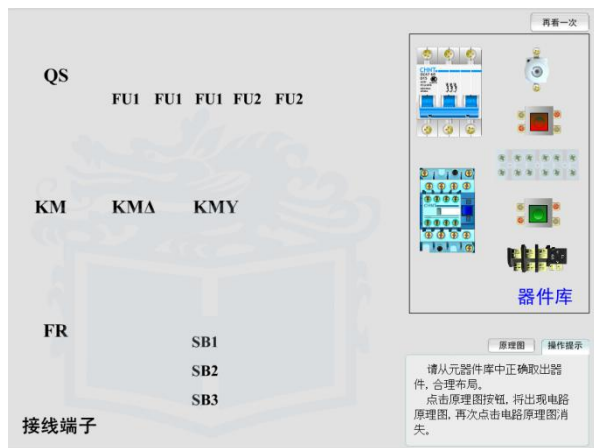 再看一次
QS
FU1 FU1 FU1 FU2 FU2
KM KMΔ KMY
FR
SB1
SB2
SB3
接线端子
CHNT
器件库
原理图 操作提示
请从元器件库中正确取出器
件,合理布局。
点击原理图按钮,将出现电路
原理图,再次点击电路原理图消
失。